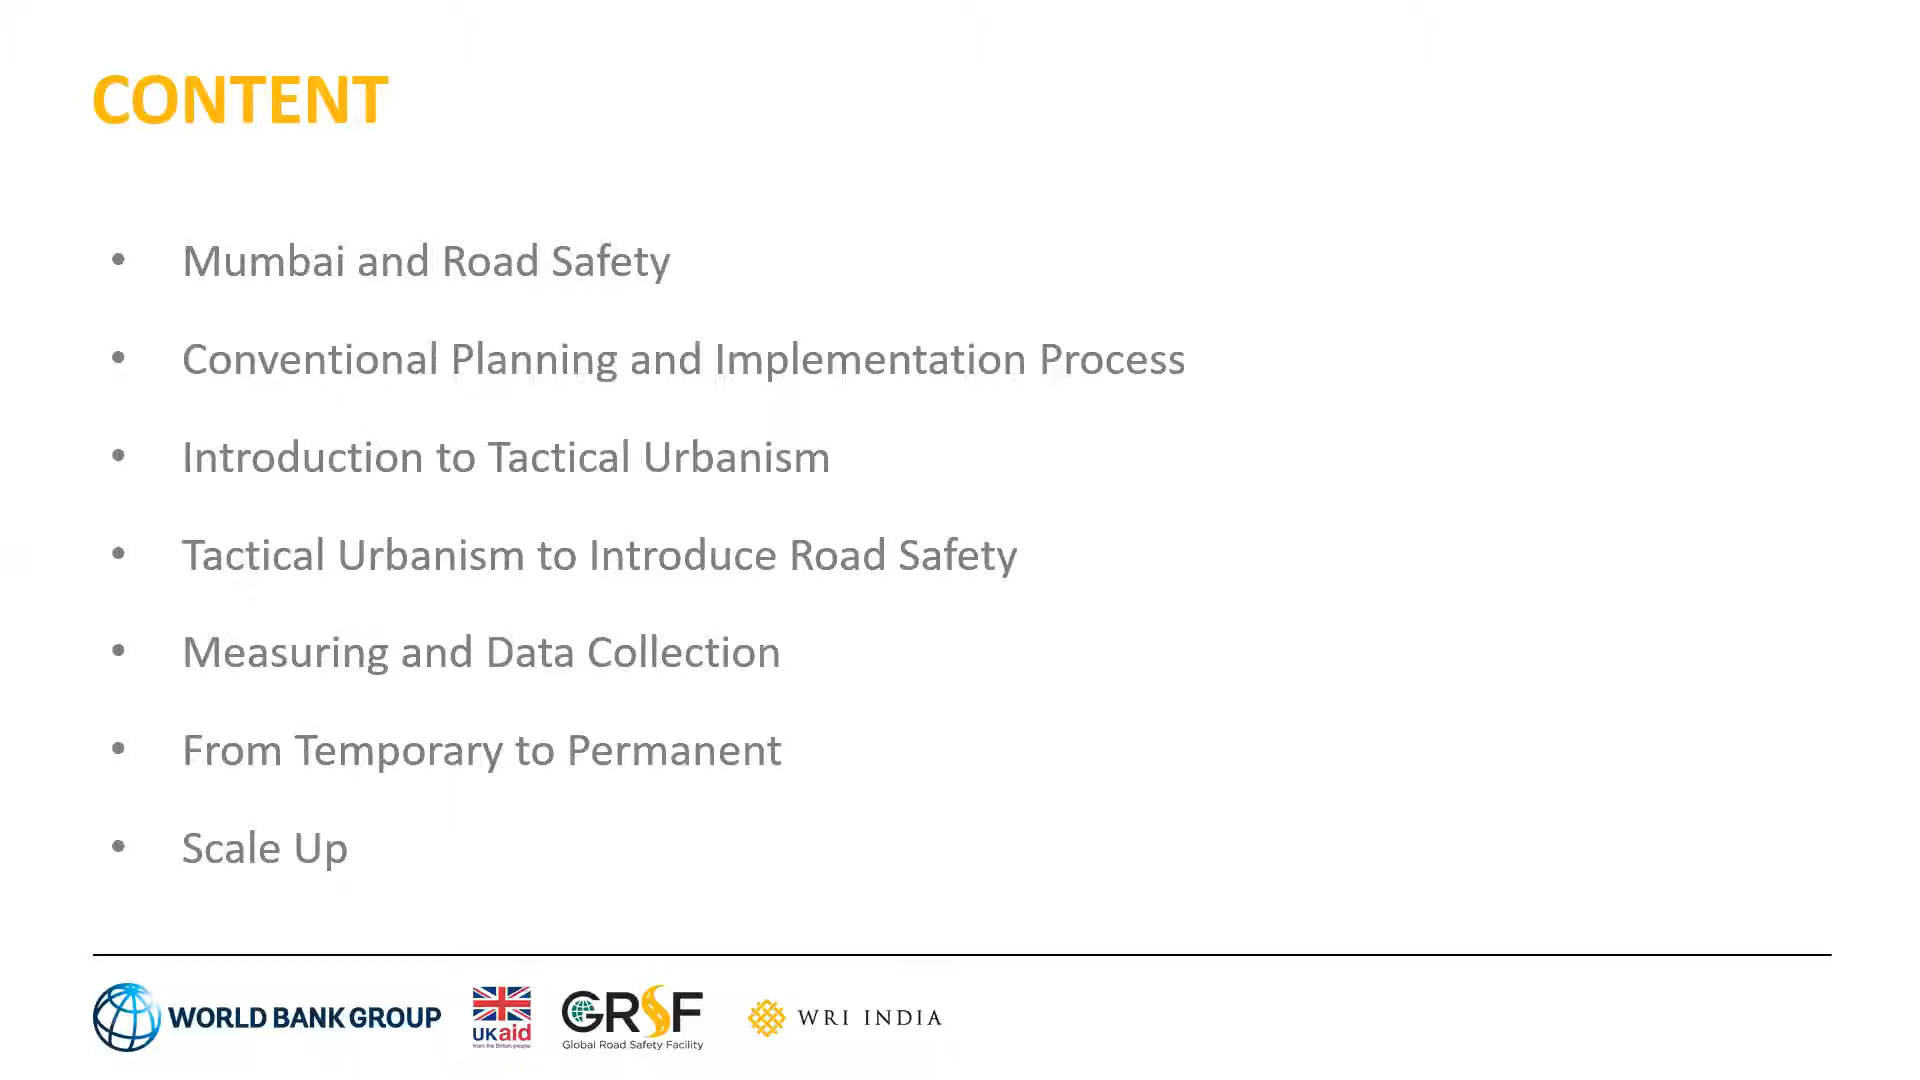 CONTENT
• Mumbai and Road Safety
• Conventional Planning and Implementation Process
• Introduction to Tactical Urbanism
• Tactical Urbanism to Introduce Road Safety
• Measuring and Data Collection
• From Temporary to Permanent
• Scale Up
WORLD BANK GROUP
UKaid
from the British people
GRSF
Global Road Safety Facility
WRI INDIA